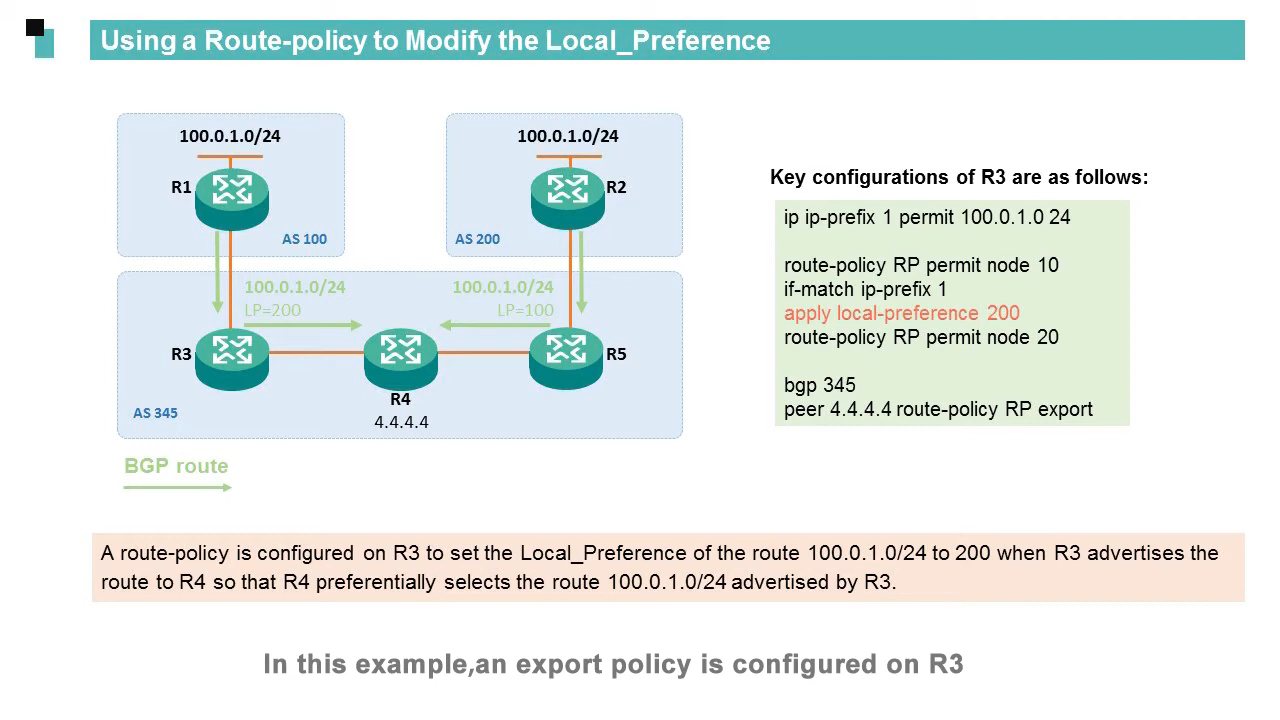 Using a Route-policy to Modify the Local_Preference
100.0.1.0/24
100.0.1.0/24
R1
R2
AS 100
AS 200
100.0.1.0/24
LP=200
100.0.1.0/24
LP=100
R3
R5
R4
4.4.4.4
AS 345
BGP route
Key configurations of R3 are as follows:
ip ip-prefix 1 permit 100.0.1.0 24
route-policy RP permit node 10
if-match ip-prefix 1
apply local-preference 200
route-policy RP permit node 20
bgp 345
peer 4.4.4.4 route-policy RP export
A route-policy is configured on R3 to set the Local_Preference of the route 100.0.1.0/24 to 200 when R3 advertises the
route to R4 so that R4 preferentially selects the route 100.0.1.0/24 advertised by R3.
In this example,an export policy is configured on R3